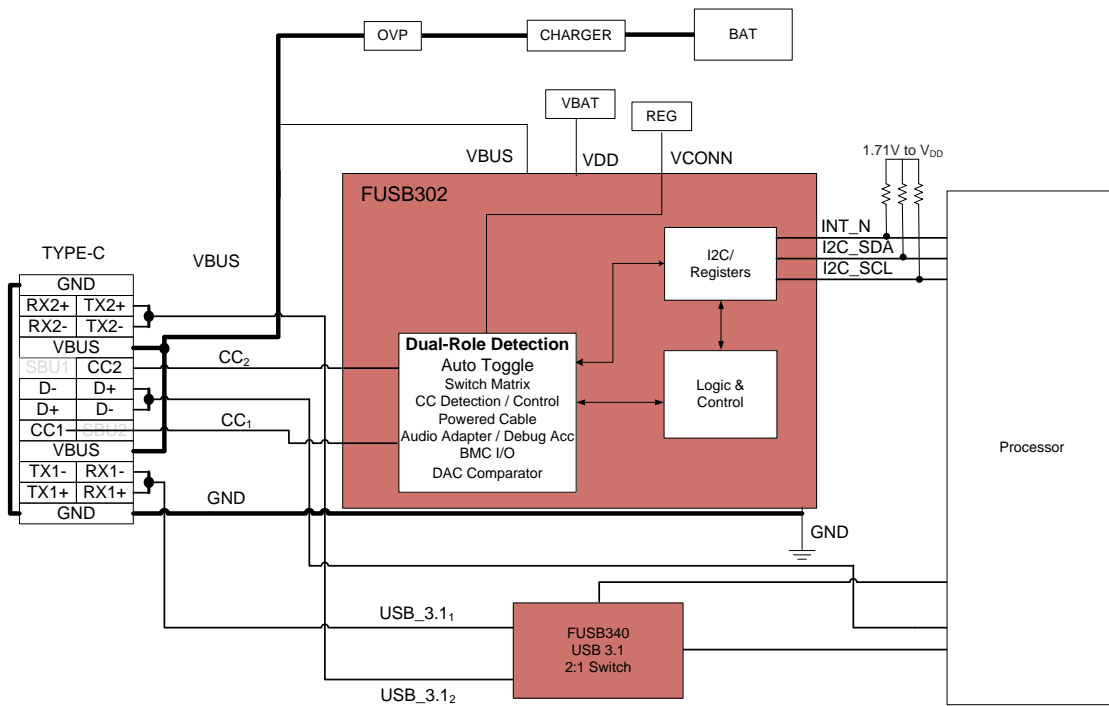 OVP
CHARGER
BAT
VBAT
REG
VBUS
VDD
VCONN
1.71V to VDD
FUSB302
INT_N
I2C_SDA
I2C_SCL
I2C/
Registers
TYPE-C
VBUS
GND
RX2+ TX2+
RX2- TX2-
VBUS
SBU1 CC2
D- D+
D+ D-
CC1 SBU2
VBUS
TX1- RX1-
TX1+ RX1+
GND
CC2
CC1
GND
Dual-Role Detection
Auto Toggle
Switch Matrix
CC Detection / Control
Powered Cable
Audio Adapter / Debug Acc
BMC I/O
DAC Comparator
Logic &
Control
Processor
GND
USB_3.11
USB_3.12
FUSB340
USB 3.1
2:1 Switch